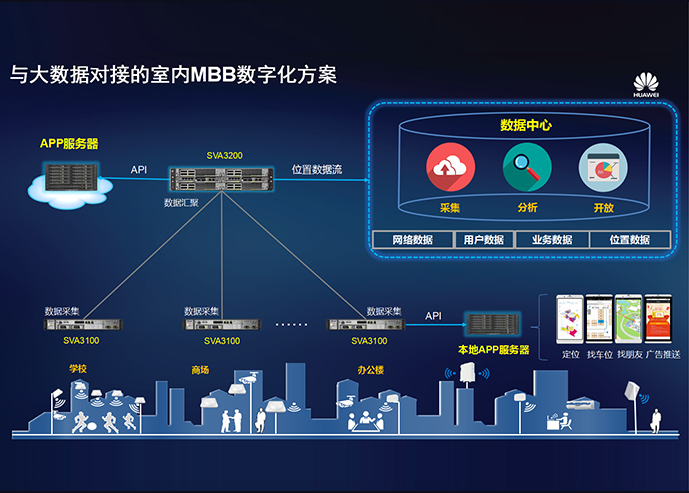 与大数据对接的室内MBB数字化方案
HUAWEI
数据中心
APP服务器
SVA3200
API
位置数据流
数据汇聚
采集
分析
开放
网络数据
用户数据
业务数据
位置数据
数据采集
数据采集
······
数据采集
API
SVA3100
SVA3100
SVA3100
本地APP服务器
定位
找车位
找朋友
广告推送
学校
商场
办公楼